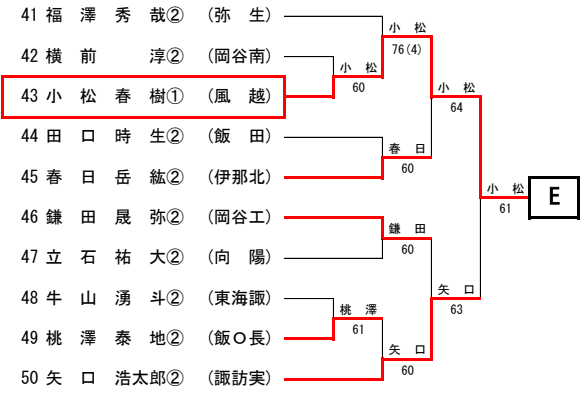 41 福 澤 秀 哉② (弥 生)
小 松
76(4)
42 横 前 淳② (岡谷南)
小 松
60
43 小 松 春 樹① (風 越)
小 松
64
44 田 口 時 生② (飯 田)
春 日
60
45 春 日 岳 紘② (伊那北)
小 松
61
E
46 鎌 田 晟 弥② (岡谷工)
鎌 田
60
47 立 石 祐 大② (向 陽)
矢 口
63
48 牛 山 湧 斗② (東海諏)
桃 澤
61
49 桃 澤 泰 地② (飯O長)
矢 口
60
50 矢 口 浩太郎② (諏訪実)